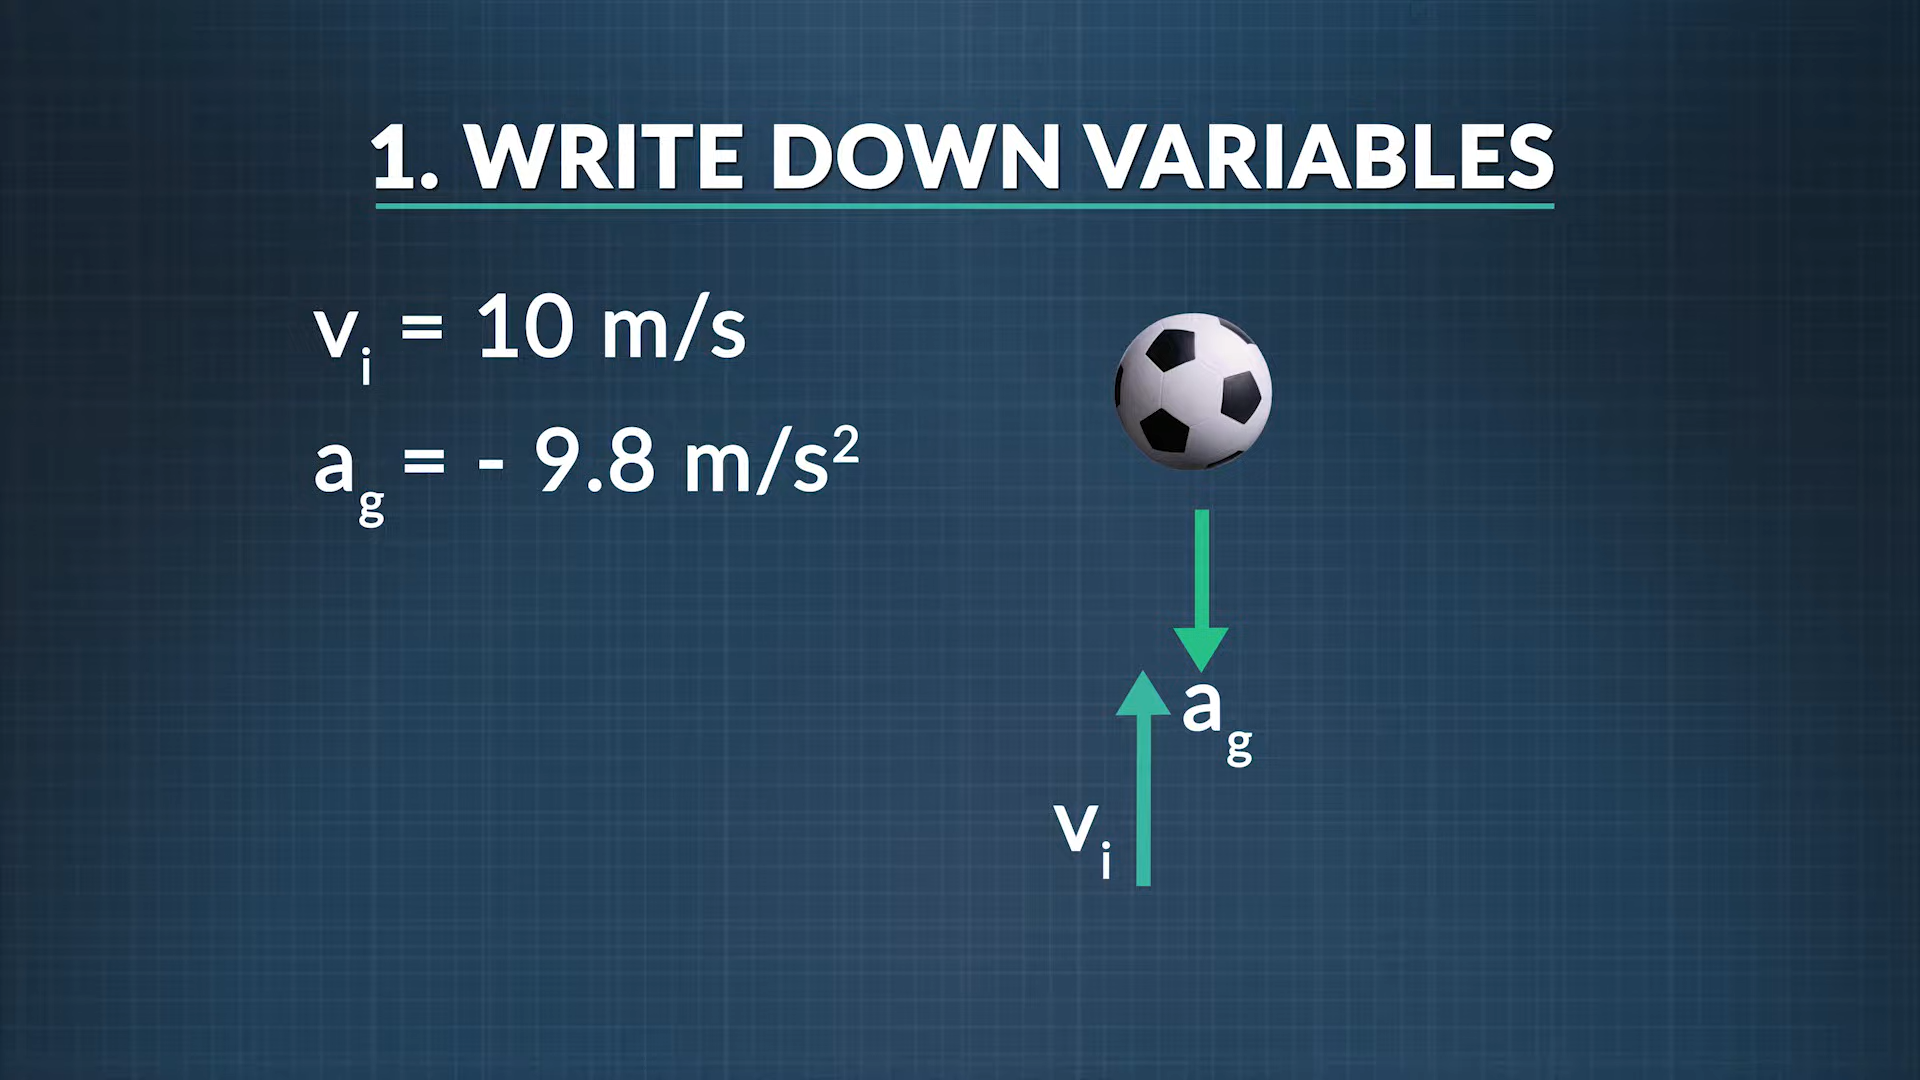 1. WRITE DOWN VARIABLES
vi = 10 m/s
ag = - 9.8 m/s²
ag
vi